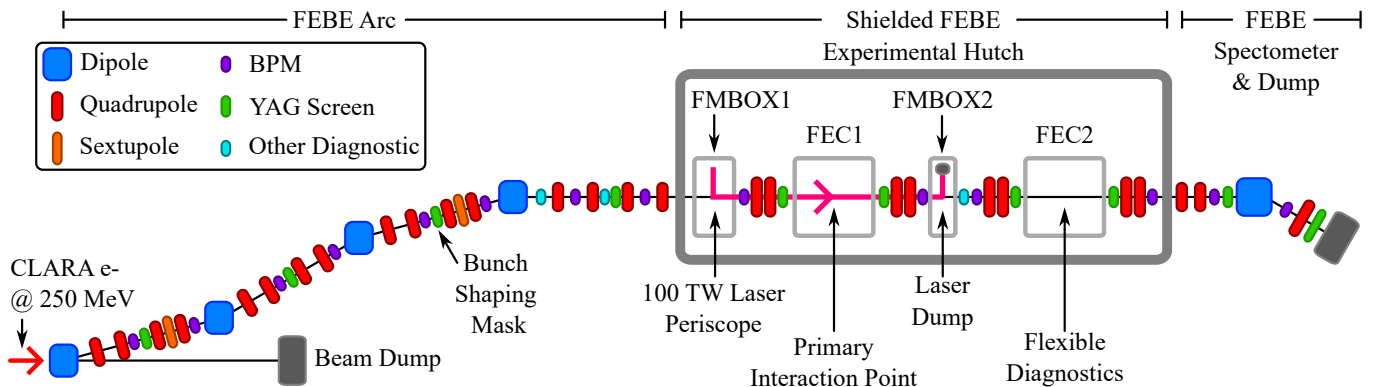 FEBE Arc
Shielded FEBE
Experimental Hutch
FEBE
Spectometer
& Dump
Dipole
BPM
Quadrupole
YAG Screen
Sextupole
Other Diagnostic
FMBOX1
FMBOX2
FEC1
FEC2
CLARA e-
@ 250 MeV
Bunch
Shaping
Mask
100 TW Laser
Periscope
Laser
Dump
Primary
Interaction Point
Flexible
Diagnostics
Beam Dump